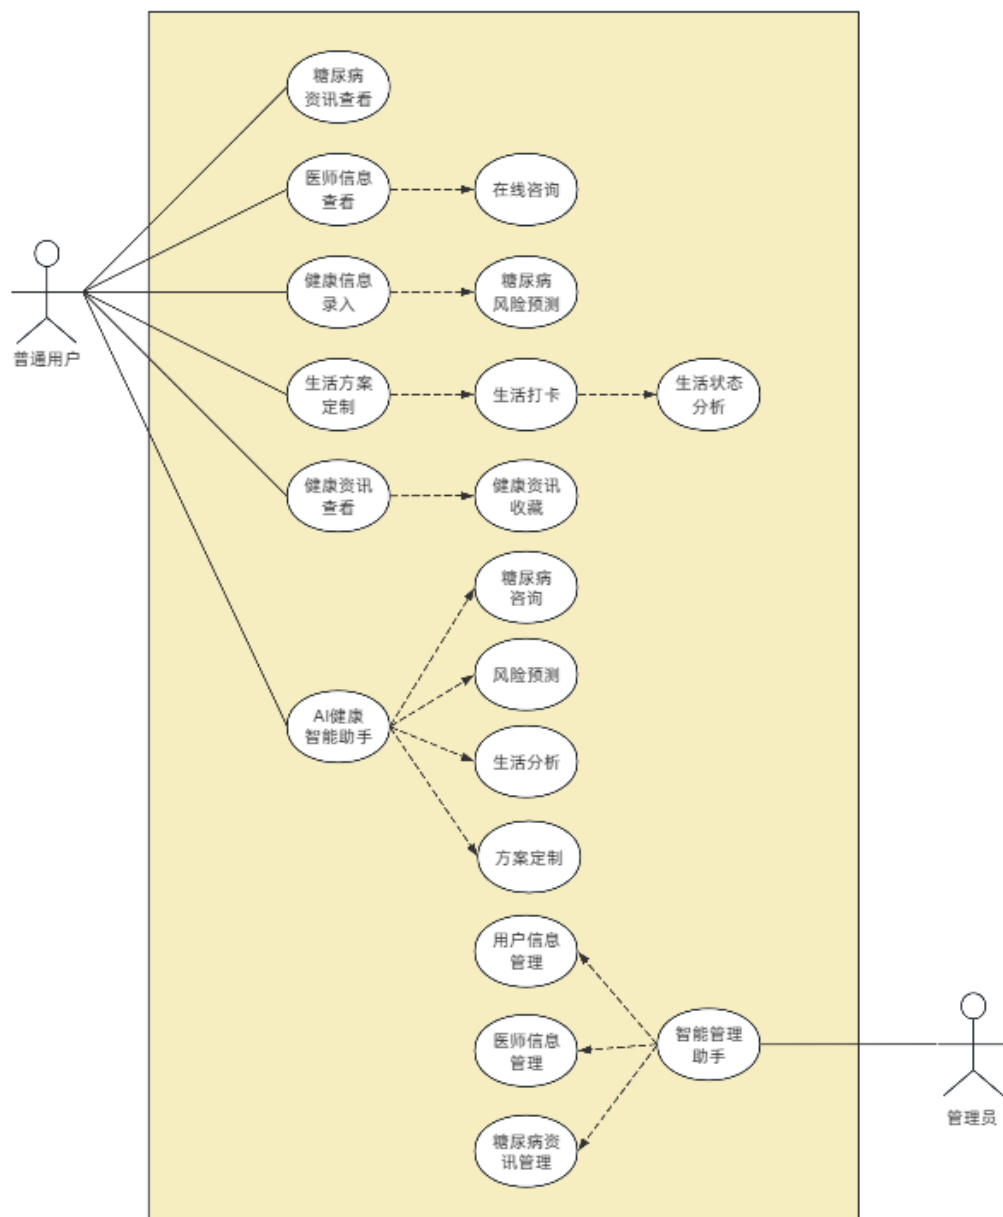 糖尿病
资讯查看
医师信息
查看
在线咨询
健康信息
录入
糖尿病
风险预测
普通用户
生活方案
定制
生活打卡
生活状态
分析
健康资讯
查看
健康资讯
收藏
糖尿病
咨询
风险预测
AI健康
智能助手
生活分析
方案定制
用户信息
管理
医师信息
管理
智能管理
助手
管理员
糖尿病资
讯管理